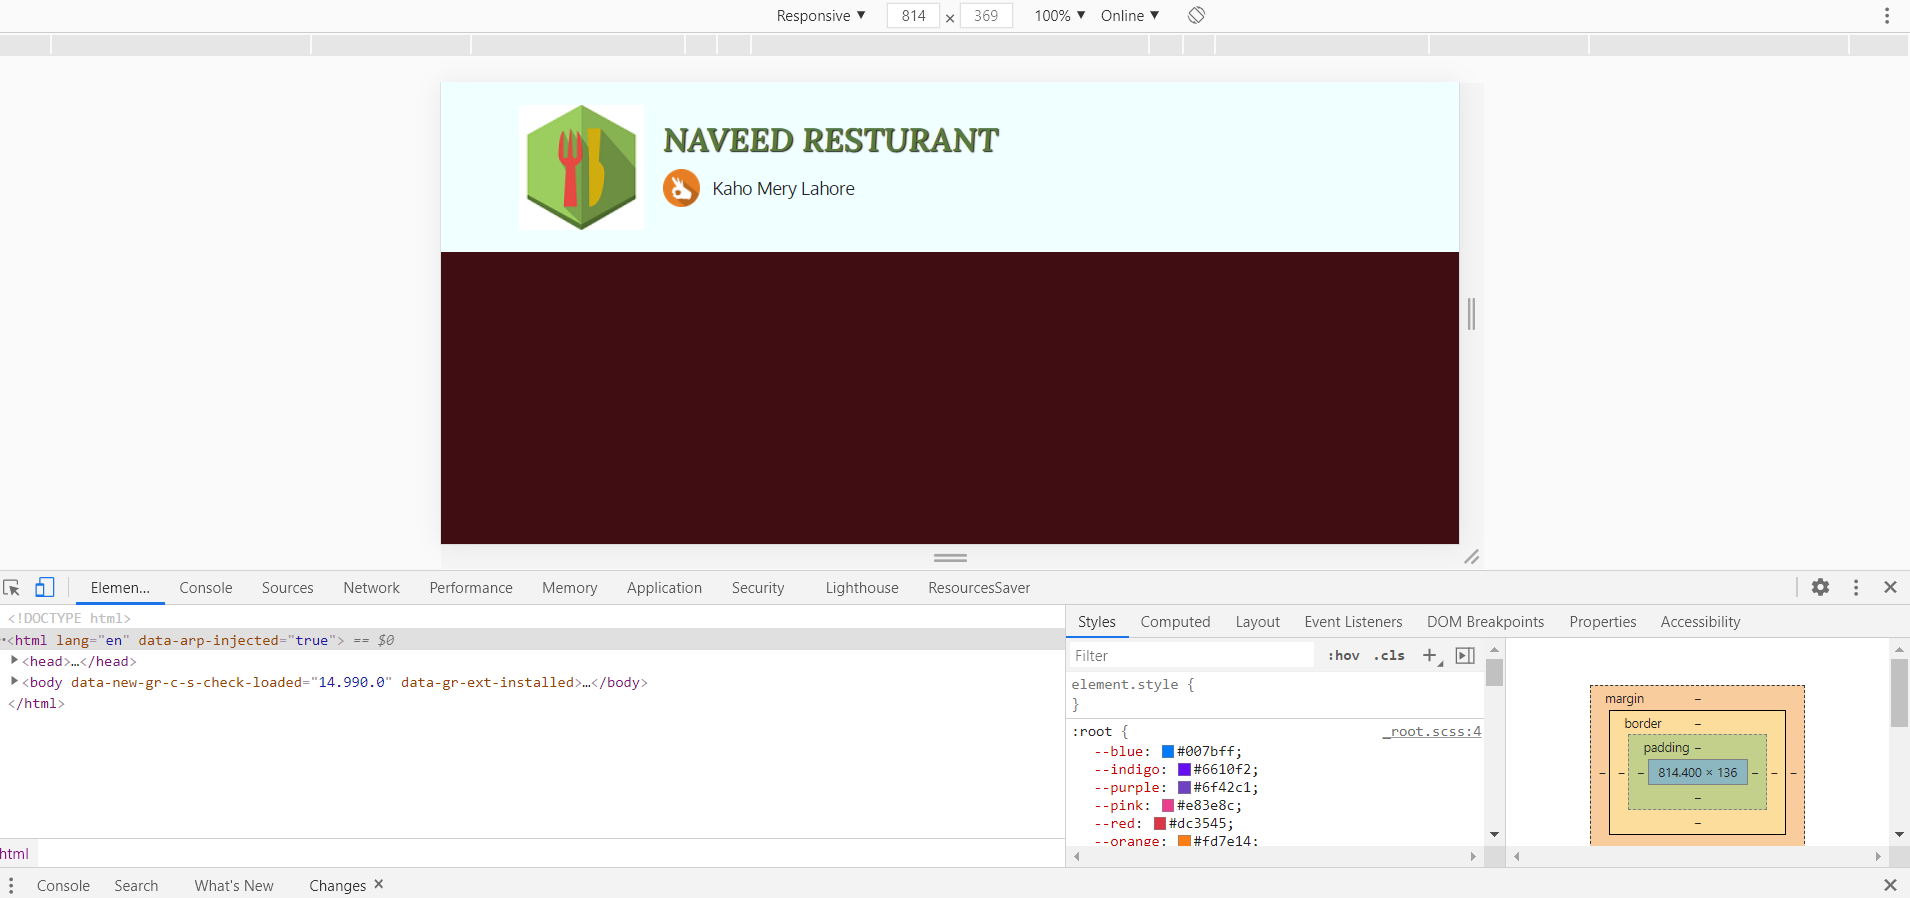 Responsive ▼ 814 × 369 100% ▼ Online ▼
NAVEED RESTURANT
Kaho Mery Lahore
Elemen... Console Sources Network Performance Memory Application Security Lighthouse ResourcesSaver
<!DOCTYPE html>
<html lang="en" data-arp-injected="true"> == $0
<head>…</head>
<body data-new-gr-c-s-check-loaded="14.990.0" data-gr-ext-installed>…</body>
</html>
html
Styles Computed Layout Event Listeners DOM Breakpoints Properties Accessibility
Filter :hov .cls +
element.style {
}
:root { _root.scss:4
--blue: #007bff;
--indigo: #6610f2;
--purple: #6f42c1;
--pink: #e83e8c;
--red: #dc3545;
--orange: #fd7e14;
margin –
border –
padding –
– – – 814.400 × 136 – – –
–
–
Console Search What's New Changes ×